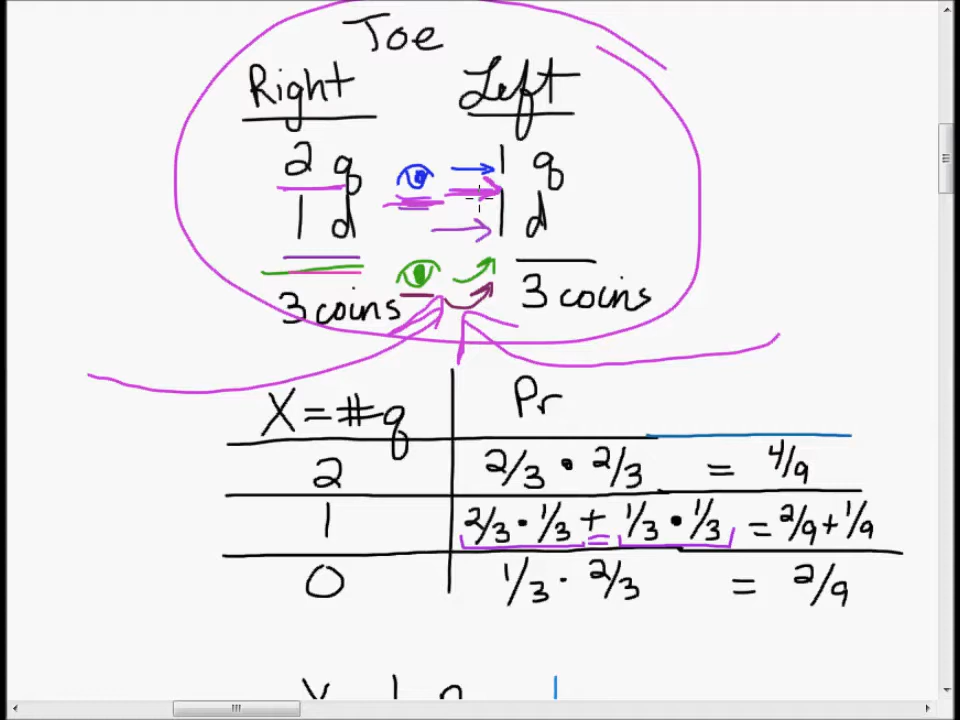 Joe
Right Left
2 q 1 q
1 d 1 d
3 coins 3 coins
X = #q Pr
2 2/3 • 2/3 = 4/9
1 2/3 • 1/3 + 1/3 • 1/3 = 2/9 + 1/9
0 1/3 • 2/3 = 2/9